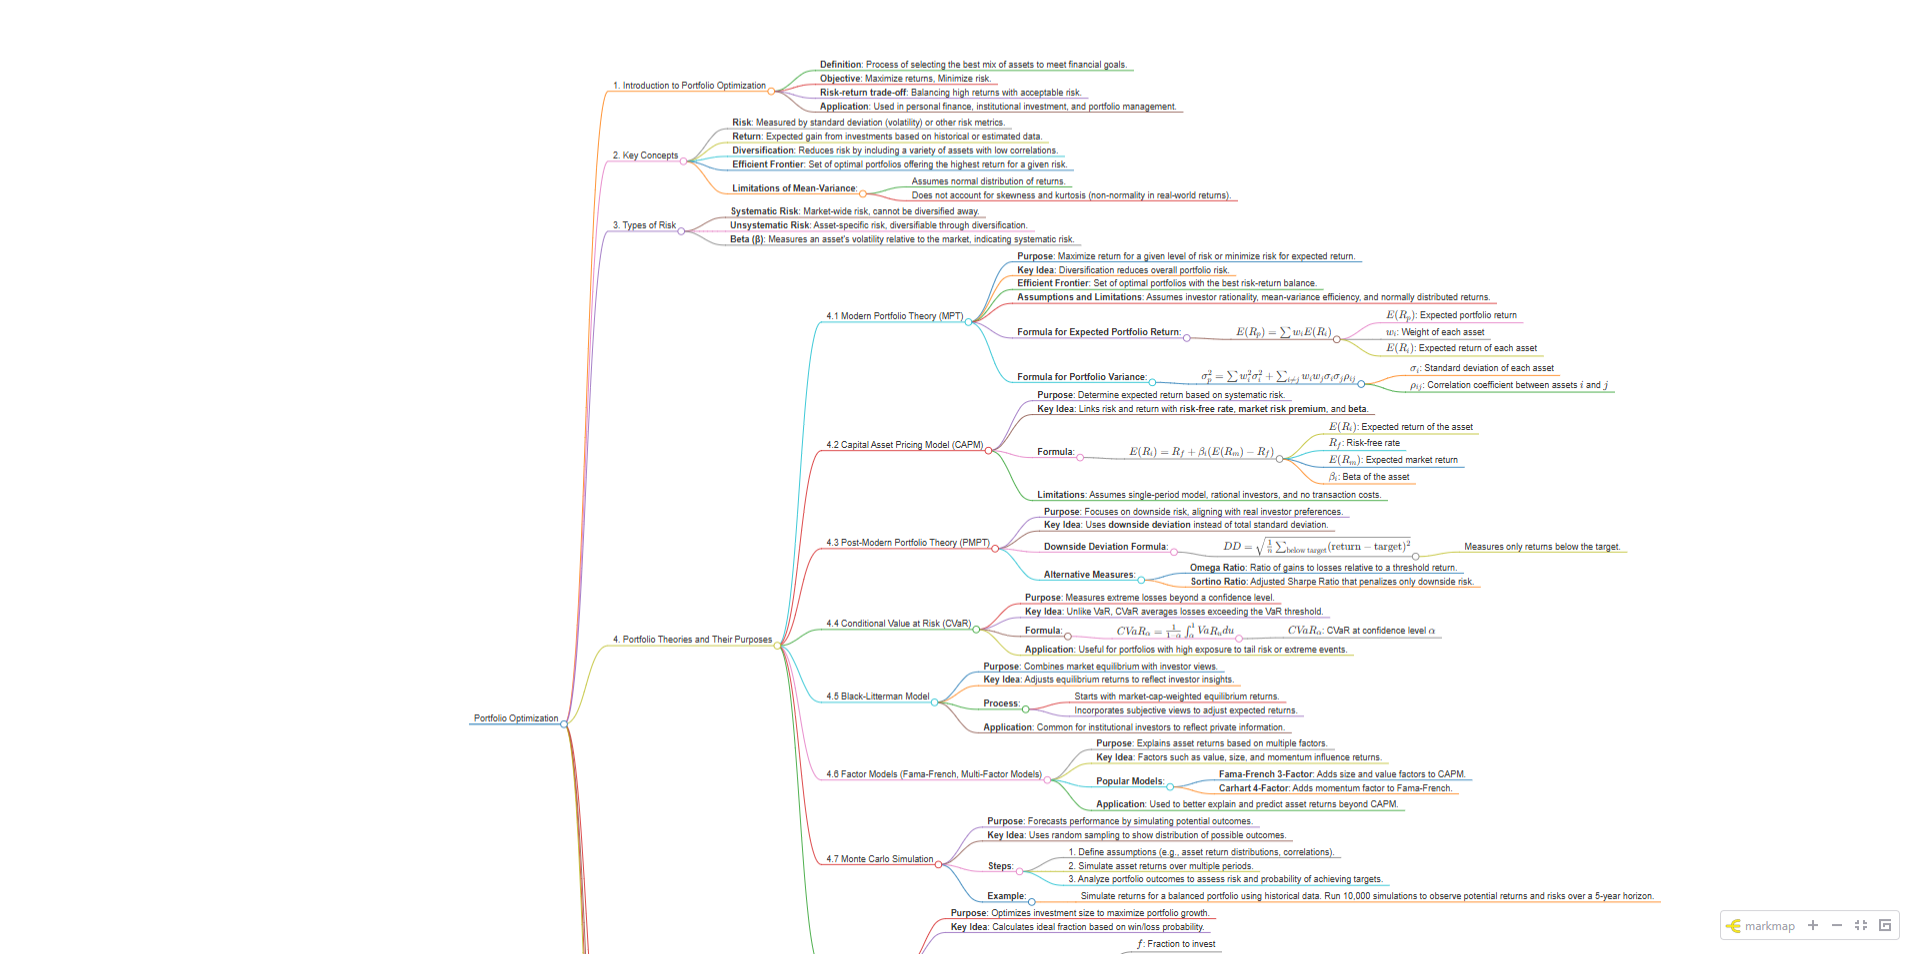 Portfolio Optimization
1. Introduction to Portfolio Optimization
Definition: Process of selecting the best mix of assets to meet financial goals.
Objective: Maximize returns, Minimize risk.
Risk-return trade-off: Balancing high returns with acceptable risk.
Application: Used in personal finance, institutional investment, and portfolio management.
2. Key Concepts
Risk: Measured by standard deviation (volatility) or other risk metrics.
Return: Expected gain from investments based on historical or estimated data.
Diversification: Reduces risk by including a variety of assets with low correlations.
Efficient Frontier: Set of optimal portfolios offering the highest return for a given risk.
Limitations of Mean-Variance:
Assumes normal distribution of returns.
Does not account for skewness and kurtosis (non-normality in real-world returns).
3. Types of Risk
Systematic Risk: Market-wide risk, cannot be diversified away.
Unsystematic Risk: Asset-specific risk, diversifiable through diversification.
Beta (β): Measures an asset's volatility relative to the market, indicating systematic risk.
4. Portfolio Theories and Their Purposes
4.1 Modern Portfolio Theory (MPT)
Purpose: Maximize return for a given level of risk or minimize risk for expected return.
Key Idea: Diversification reduces overall portfolio risk.
Efficient Frontier: Set of optimal portfolios with the best risk-return balance.
Assumptions and Limitations: Assumes investor rationality, mean-variance efficiency, and normally distributed returns.
Formula for Expected Portfolio Return:
E(R_p) = ∑ w_i E(R_i)
E(R_p): Expected portfolio return
w_i: Weight of each asset
E(R_i): Expected return of each asset
Formula for Portfolio Variance:
σ_p^2 = ∑ w_i^2 σ_i^2 + ∑_{i≠j} w_i w_j σ_i σ_j ρ_{ij}
σ_i: Standard deviation of each asset
ρ_{ij}: Correlation coefficient between assets i and j
4.2 Capital Asset Pricing Model (CAPM)
Purpose: Determine expected return based on systematic risk.
Key Idea: Links risk and return with risk-free rate, market risk premium, and beta.
Formula:
E(R_i) = R_f + β_i(E(R_m) − R_f)
E(R_i): Expected return of the asset
R_f: Risk-free rate
E(R_m): Expected market return
β_i: Beta of the asset
Limitations: Assumes single-period model, rational investors, and no transaction costs.
4.3 Post-Modern Portfolio Theory (PMPT)
Purpose: Focuses on downside risk, aligning with real investor preferences.
Key Idea: Uses downside deviation instead of total standard deviation.
Downside Deviation Formula:
DD = √(1/n ∑_{below target}(return − target)^2)
Measures only returns below the target.
Alternative Measures:
Omega Ratio: Ratio of gains to losses relative to a threshold return.
Sortino Ratio: Adjusted Sharpe Ratio that penalizes only downside risk.
4.4 Conditional Value at Risk (CVaR)
Purpose: Measures extreme losses beyond a confidence level.
Key Idea: Unlike VaR, CVaR averages losses exceeding the VaR threshold.
Formula:
CVaR_α = 1/(1−α) ∫_α^1 VaR_u du
CVaR_α: CVaR at confidence level α
Application: Useful for portfolios with high exposure to tail risk or extreme events.
4.5 Black-Litterman Model
Purpose: Combines market equilibrium with investor views.
Key Idea: Adjusts equilibrium returns to reflect investor insights.
Process:
Starts with market-cap-weighted equilibrium returns.
Incorporates subjective views to adjust expected returns.
Application: Common for institutional investors to reflect private information.
4.6 Factor Models (Fama-French, Multi-Factor Models)
Purpose: Explains asset returns based on multiple factors.
Key Idea: Factors such as value, size, and momentum influence returns.
Popular Models:
Fama-French 3-Factor: Adds size and value factors to CAPM.
Carhart 4-Factor: Adds momentum factor to Fama-French.
Application: Used to better explain and predict asset returns beyond CAPM.
4.7 Monte Carlo Simulation
Purpose: Forecasts performance by simulating potential outcomes.
Key Idea: Uses random sampling to show distribution of possible outcomes.
Steps:
1. Define assumptions (e.g., asset return distributions, correlations).
2. Simulate asset returns over multiple periods.
3. Analyze portfolio outcomes to assess risk and probability of achieving targets.
Example:
Simulate returns for a balanced portfolio using historical data. Run 10,000 simulations to observe potential returns and risks over a 5-year horizon.
Purpose: Optimizes investment size to maximize portfolio growth.
Key Idea: Calculates ideal fraction based on win/loss probability.
f: Fraction to invest
markmap